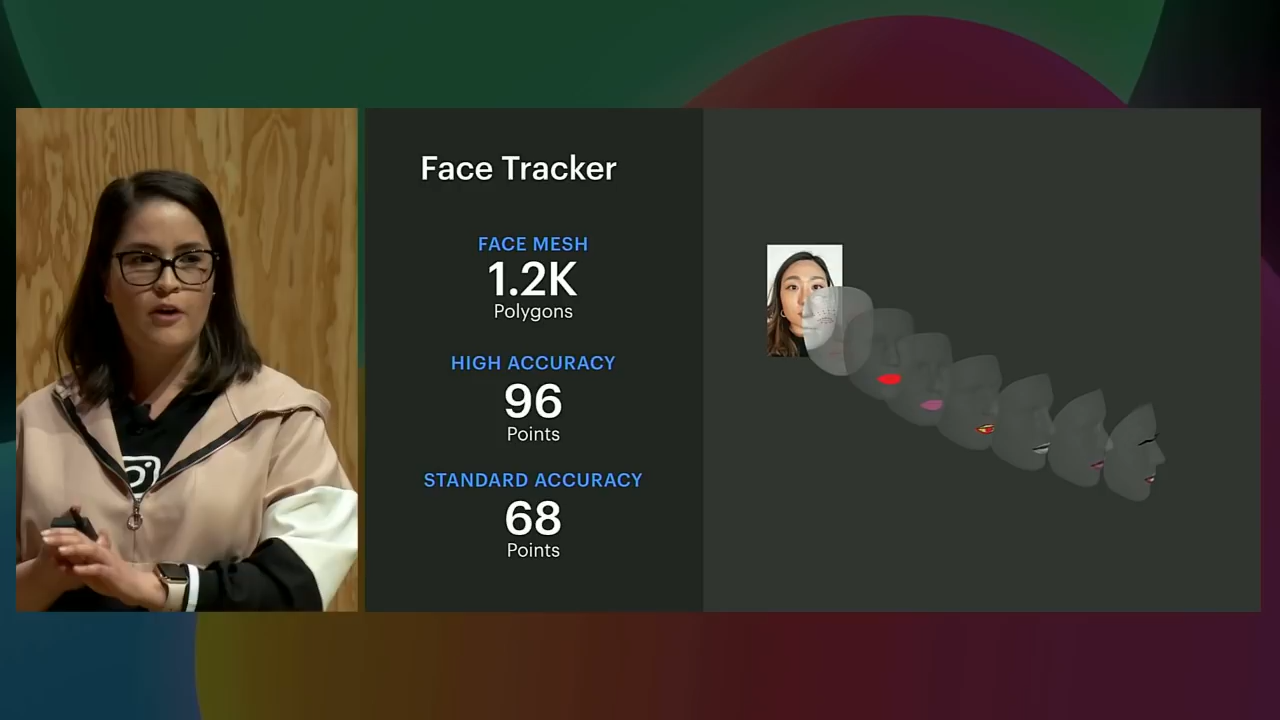 Face Tracker
FACE MESH
1.2K
Polygons
HIGH ACCURACY
96
Points
STANDARD ACCURACY
68
Points